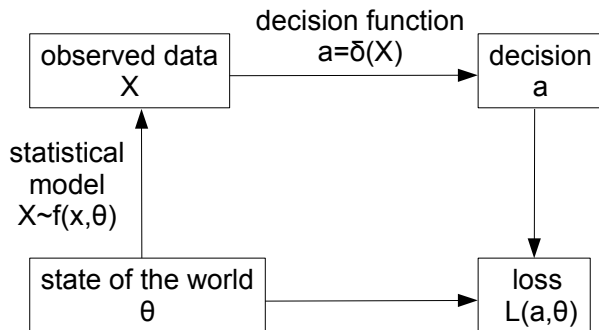 decision function
a=δ(X)
observed data
X
decision
a
statistical
model
X~f(x,θ)
state of the world
θ
loss
L(a,θ)